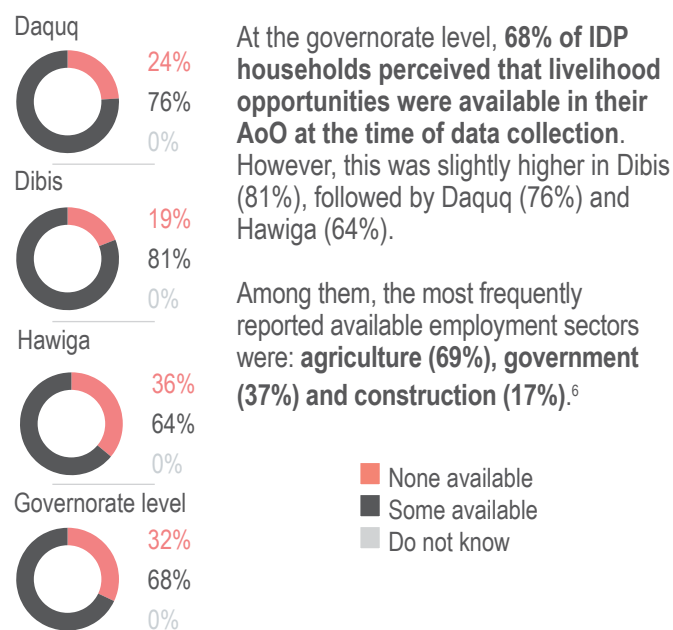 Daquq
24%
76%
0%
Dibis
19%
81%
0%
Hawiga
36%
64%
0%
Governorate level
32%
68%
0%
At the governorate level, 68% of IDP
households perceived that livelihood
opportunities were available in their
AoO at the time of data collection.
However, this was slightly higher in Dibis
(81%), followed by Daquq (76%) and
Hawiga (64%).
Among them, the most frequently
reported available employment sectors
were: agriculture (69%), government
(37%) and construction (17%).⁶
None available
Some available
Do not know